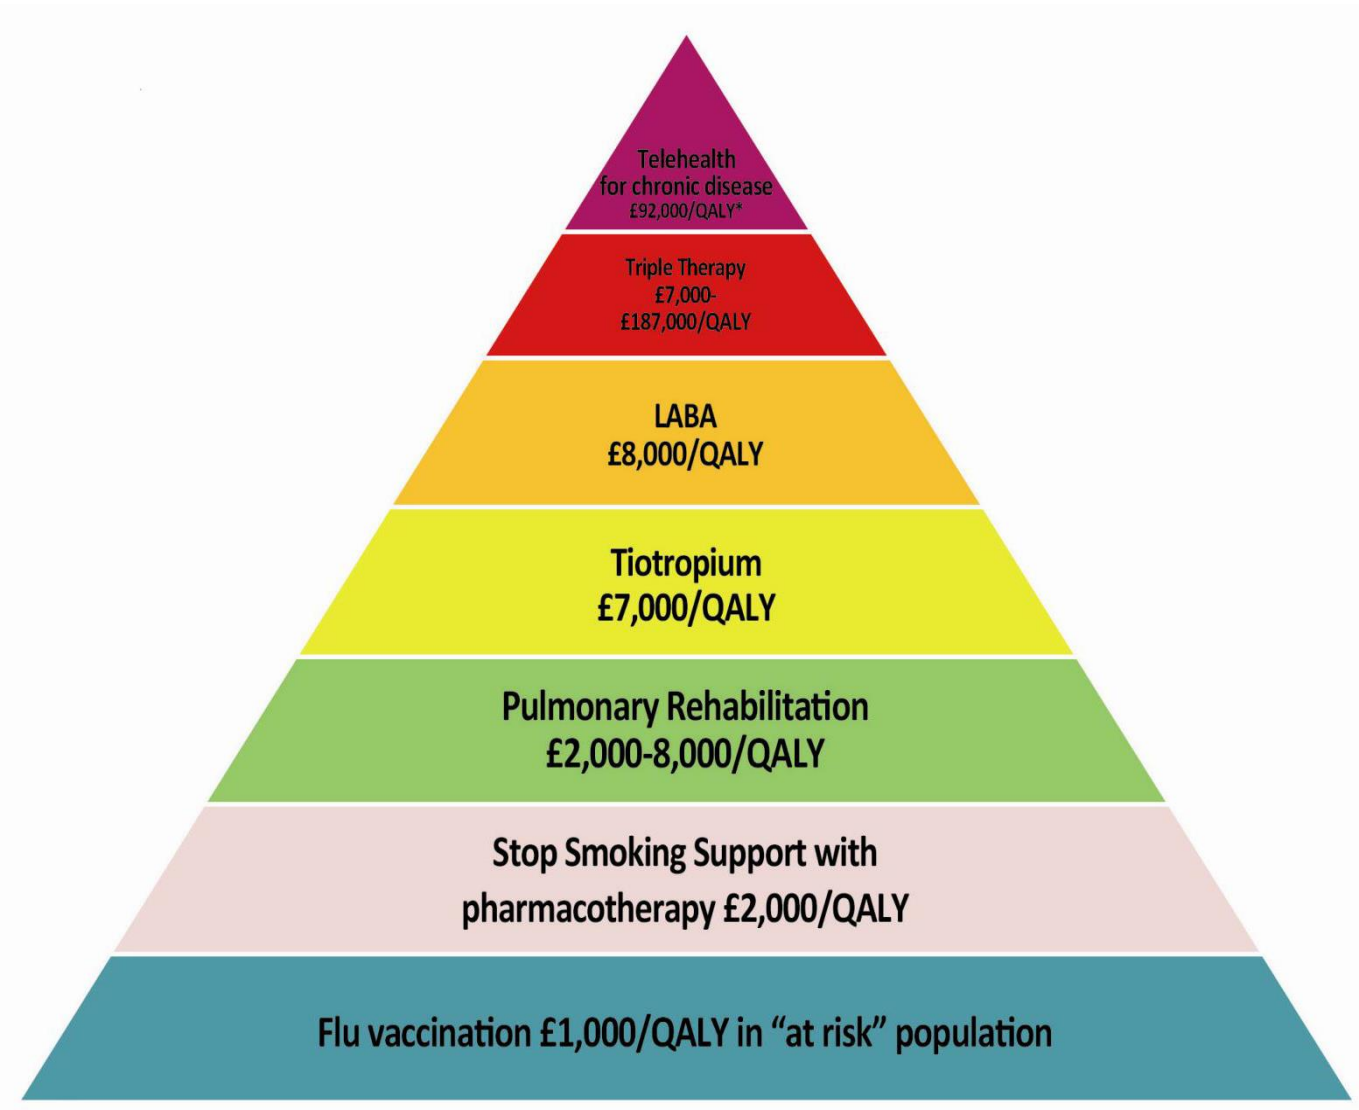 Telehealth
for chronic disease
£92,000/QALY*
Triple Therapy
£7,000-
£187,000/QALY
LABA
£8,000/QALY
Tiotropium
£7,000/QALY
Pulmonary Rehabilitation
£2,000-8,000/QALY
Stop Smoking Support with
pharmacotherapy £2,000/QALY
Flu vaccination £1,000/QALY in “at risk” population